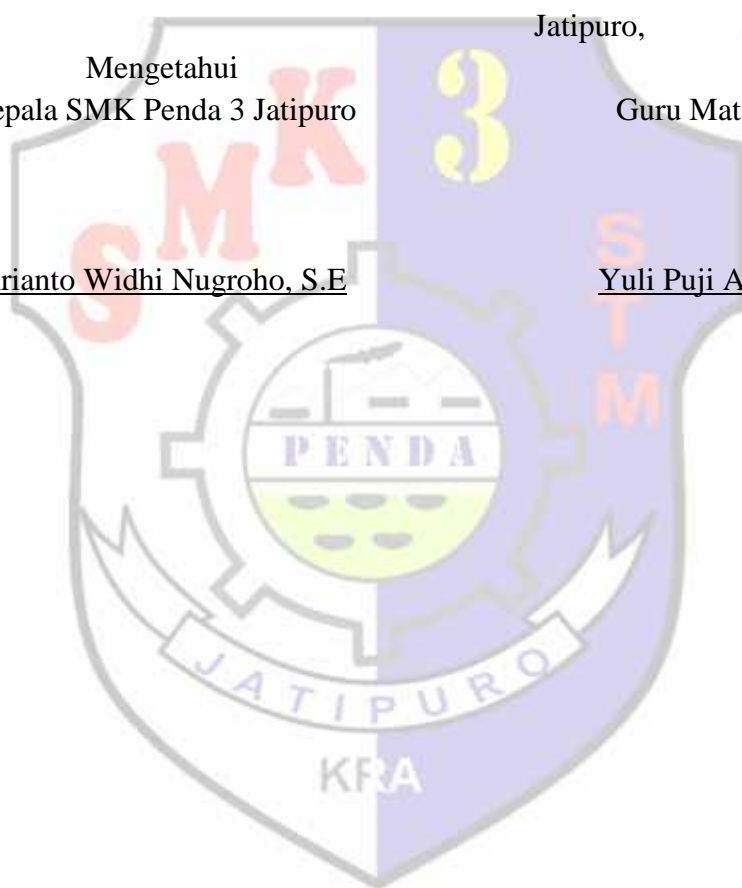 Jatipuro,
Mengetahui
epala SMK Penda 3 Jatipuro
Guru Mat
rianto Widhi Nugroho, S.E
Yuli Puji A
SMK 3
STM
PENDA
JATIPURO
KRA